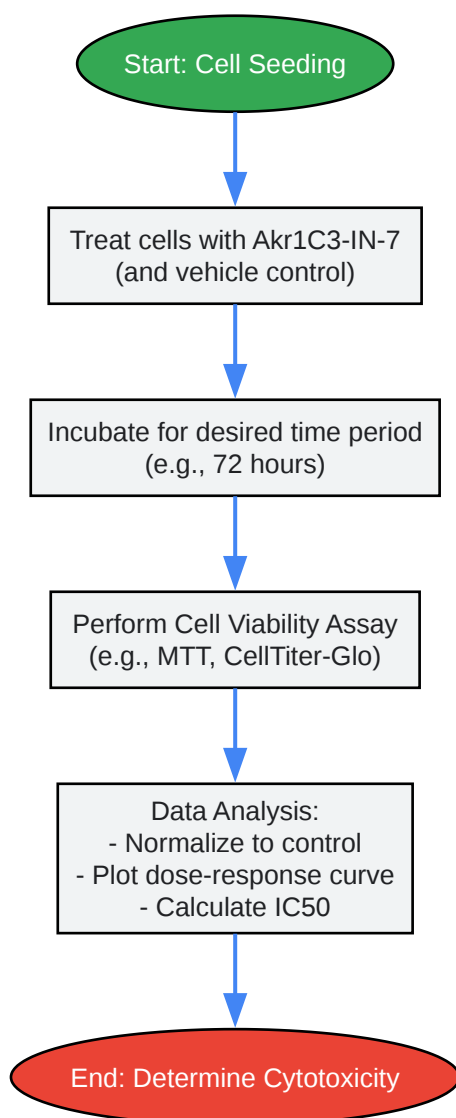 Start: Cell Seeding
Treat cells with Akr1C3-IN-7
(and vehicle control)
Incubate for desired time period
(e.g., 72 hours)
Perform Cell Viability Assay
(e.g., MTT, CellTiter-Glo)
Data Analysis:
- Normalize to control
- Plot dose-response curve
- Calculate IC50
End: Determine Cytotoxicity